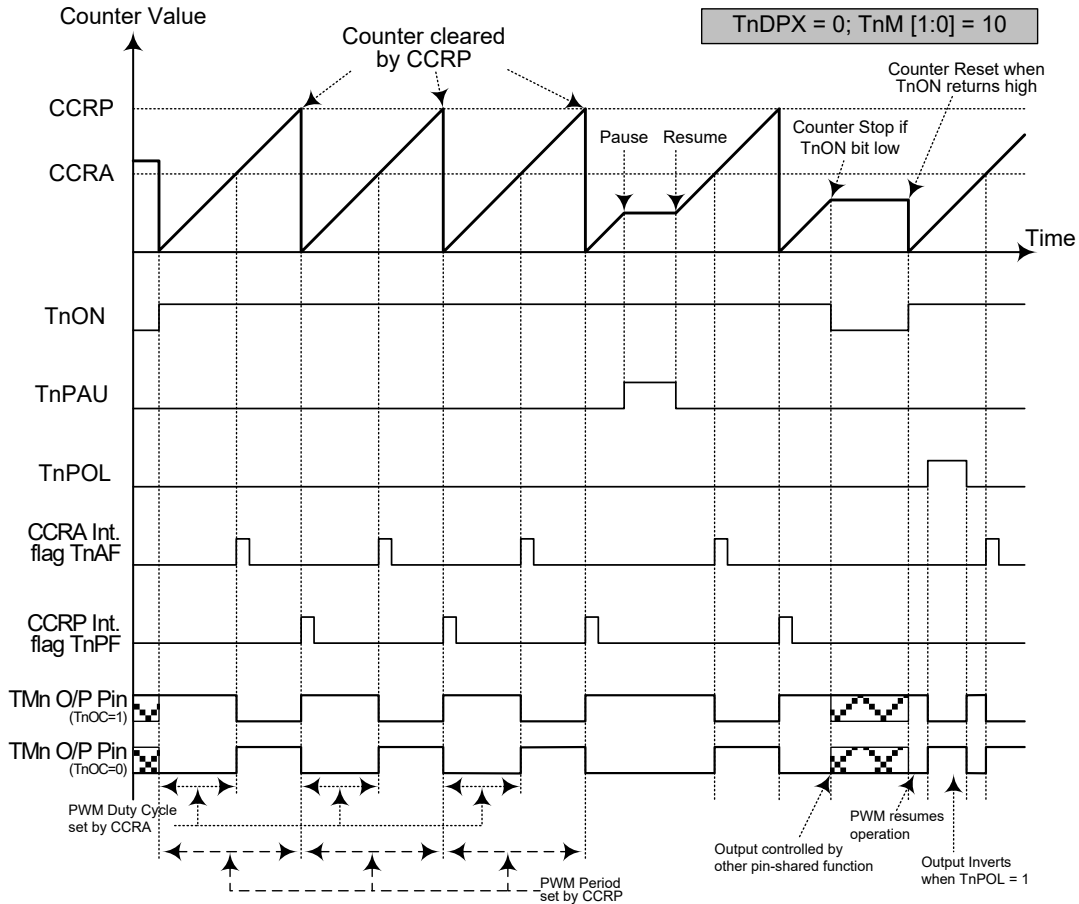 Counter Value
TnDPX = 0; TnM [1:0] = 10
Counter cleared
by CCRP
Counter Reset when
TnON returns high
CCRP
Pause
Resume
Counter Stop if
TnON bit low
CCRA
Time
TnON
TnPAU
TnPOL
CCRA Int.
flag TnAF
CCRP Int.
flag TnPF
TMn O/P Pin
(TnOC=1)
TMn O/P Pin
(TnOC=0)
PWM Duty Cycle
set by CCRA
PWM resumes
operation
Output controlled by
other pin-shared function
Output Inverts
when TnPOL = 1
PWM Period
set by CCRP